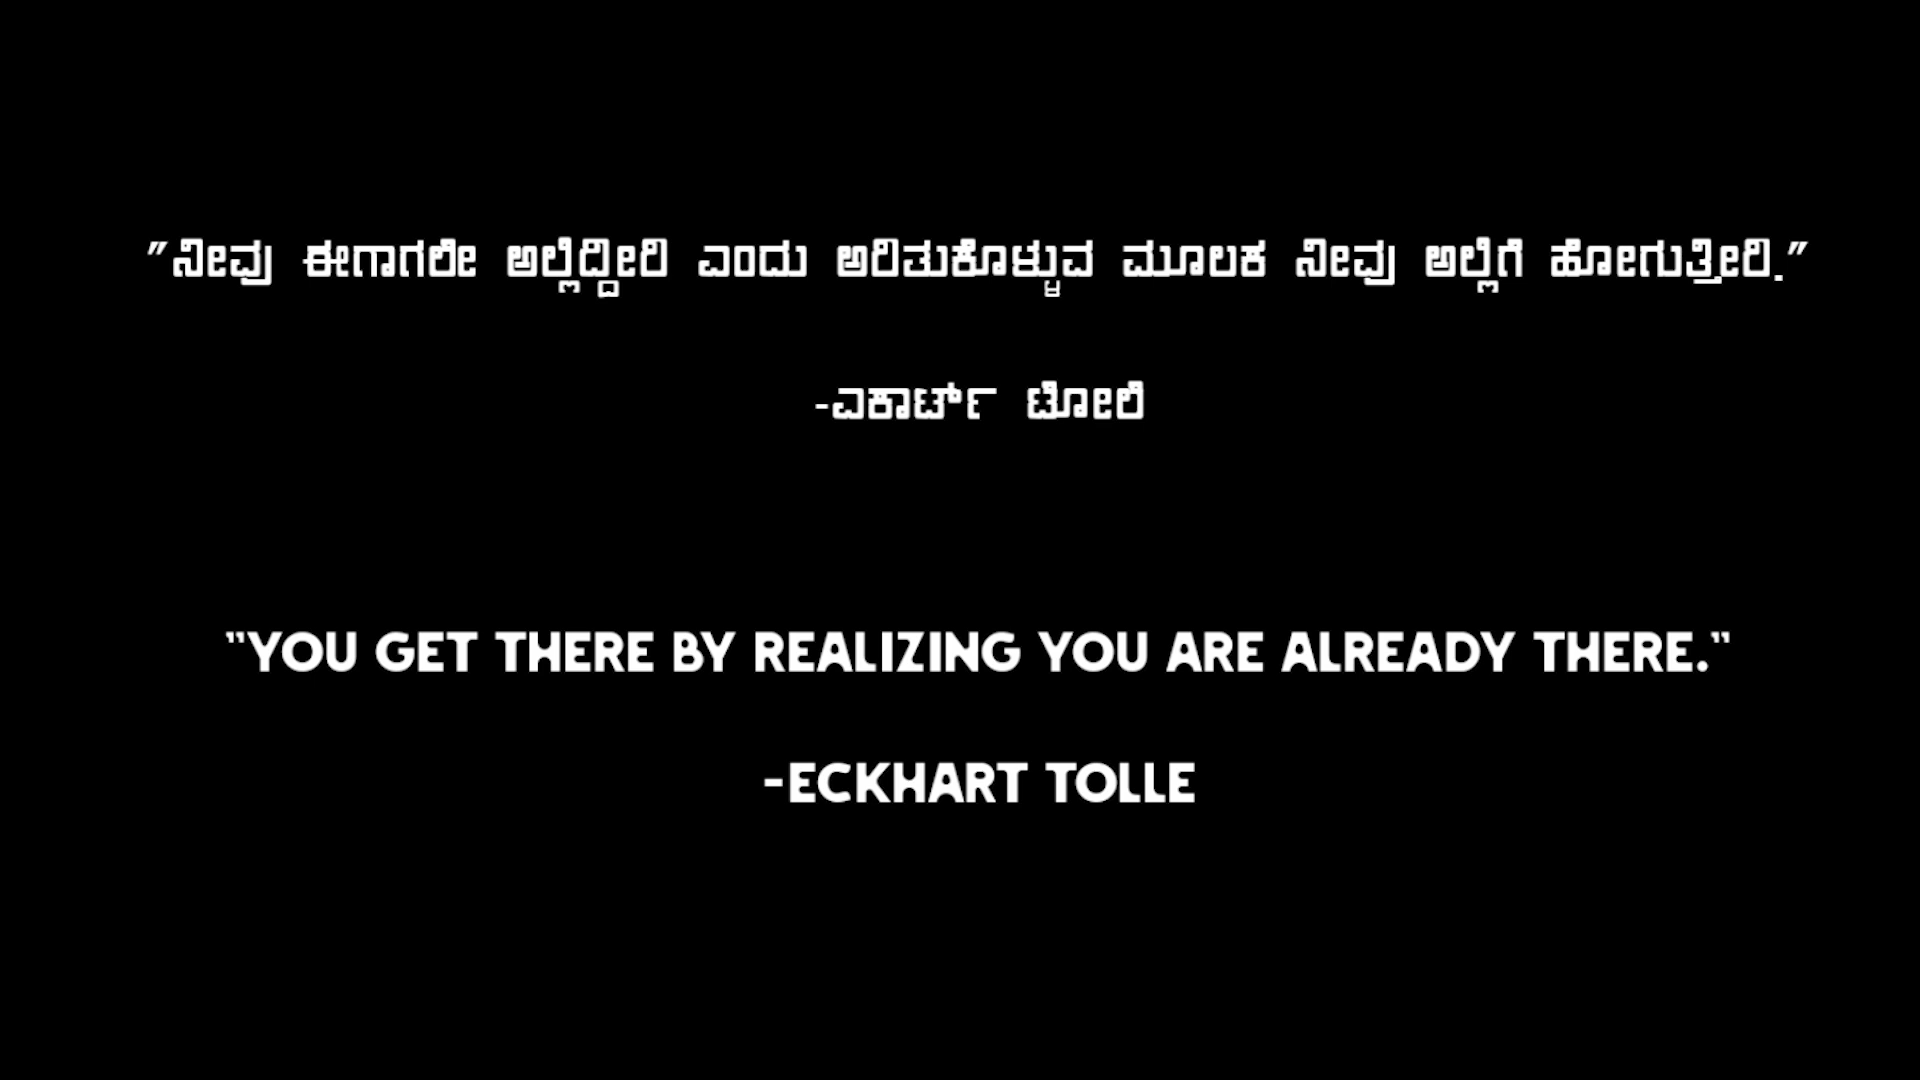 "ನೀವು ಈಗಾಗಲೇ ಅಲ್ಲಿದ್ದೀರಿ ಎಂದು ಅರಿತುಕೊಳ್ಳುವ ಮೂಲಕ ನೀವು ಅಲ್ಲಿಗೆ ಹೋಗುತ್ತೀರಿ."
-ಎಕಾರ್ಟ್ ಟೋಲೆ
"YOU GET THERE BY REALIZING YOU ARE ALREADY THERE."
-ECKHART TOLLE